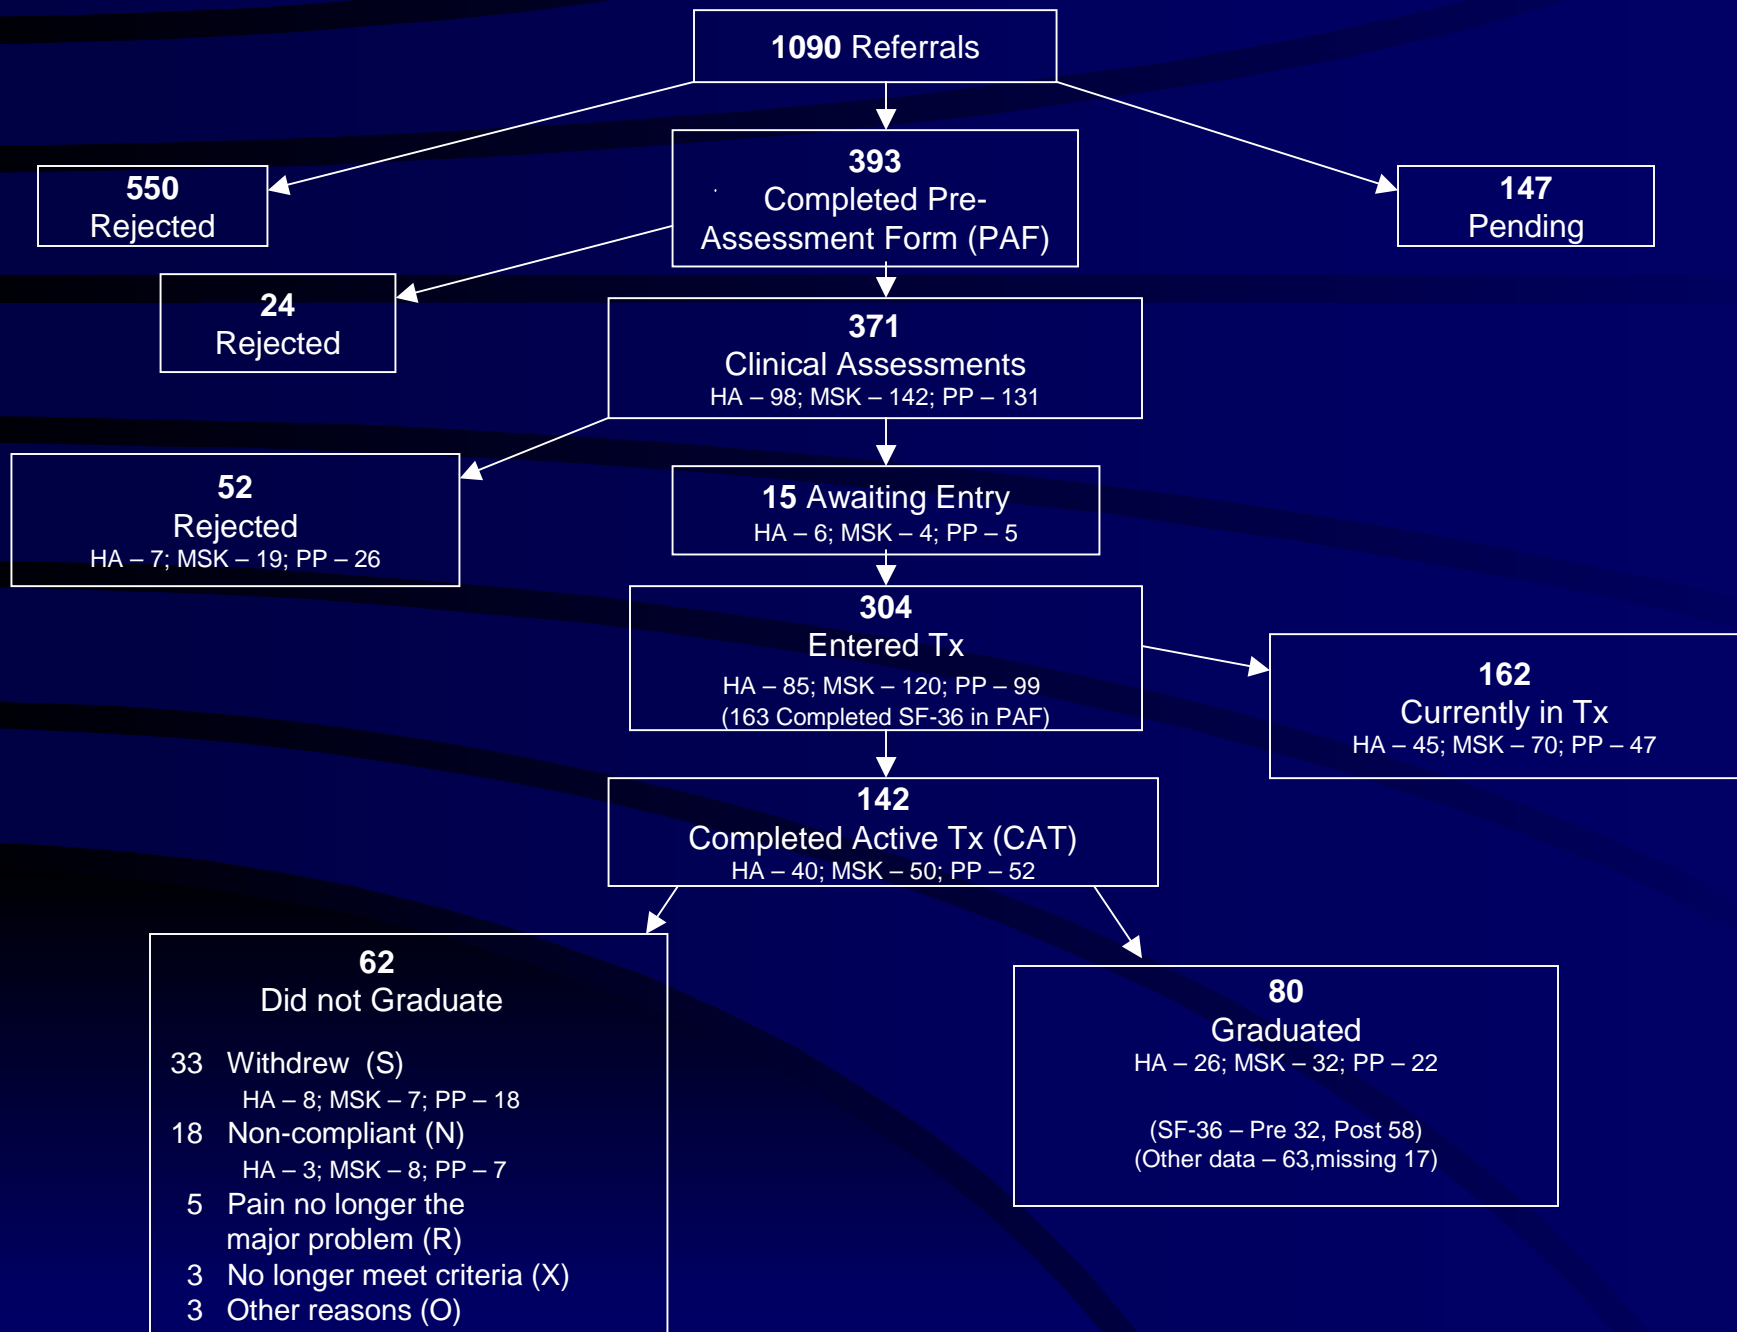 1090 Referrals
550
Rejected
393
Completed Pre-
Assessment Form (PAF)
147
Pending
24
Rejected
371
Clinical Assessments
HA – 98; MSK – 142; PP – 131
52
Rejected
HA – 7; MSK – 19; PP – 26
15 Awaiting Entry
HA – 6; MSK – 4; PP – 5
304
Entered Tx
HA – 85; MSK – 120; PP – 99
(163 Completed SF-36 in PAF)
162
Currently in Tx
HA – 45; MSK – 70; PP – 47
142
Completed Active Tx (CAT)
HA – 40; MSK – 50; PP – 52
62
Did not Graduate
33 Withdrew (S)
HA – 8; MSK – 7; PP – 18
18 Non-compliant (N)
HA – 3; MSK – 8; PP – 7
5 Pain no longer the
major problem (R)
3 No longer meet criteria (X)
3 Other reasons (O)
80
Graduated
HA – 26; MSK – 32; PP – 22
(SF-36 – Pre 32, Post 58)
(Other data – 63,missing 17)